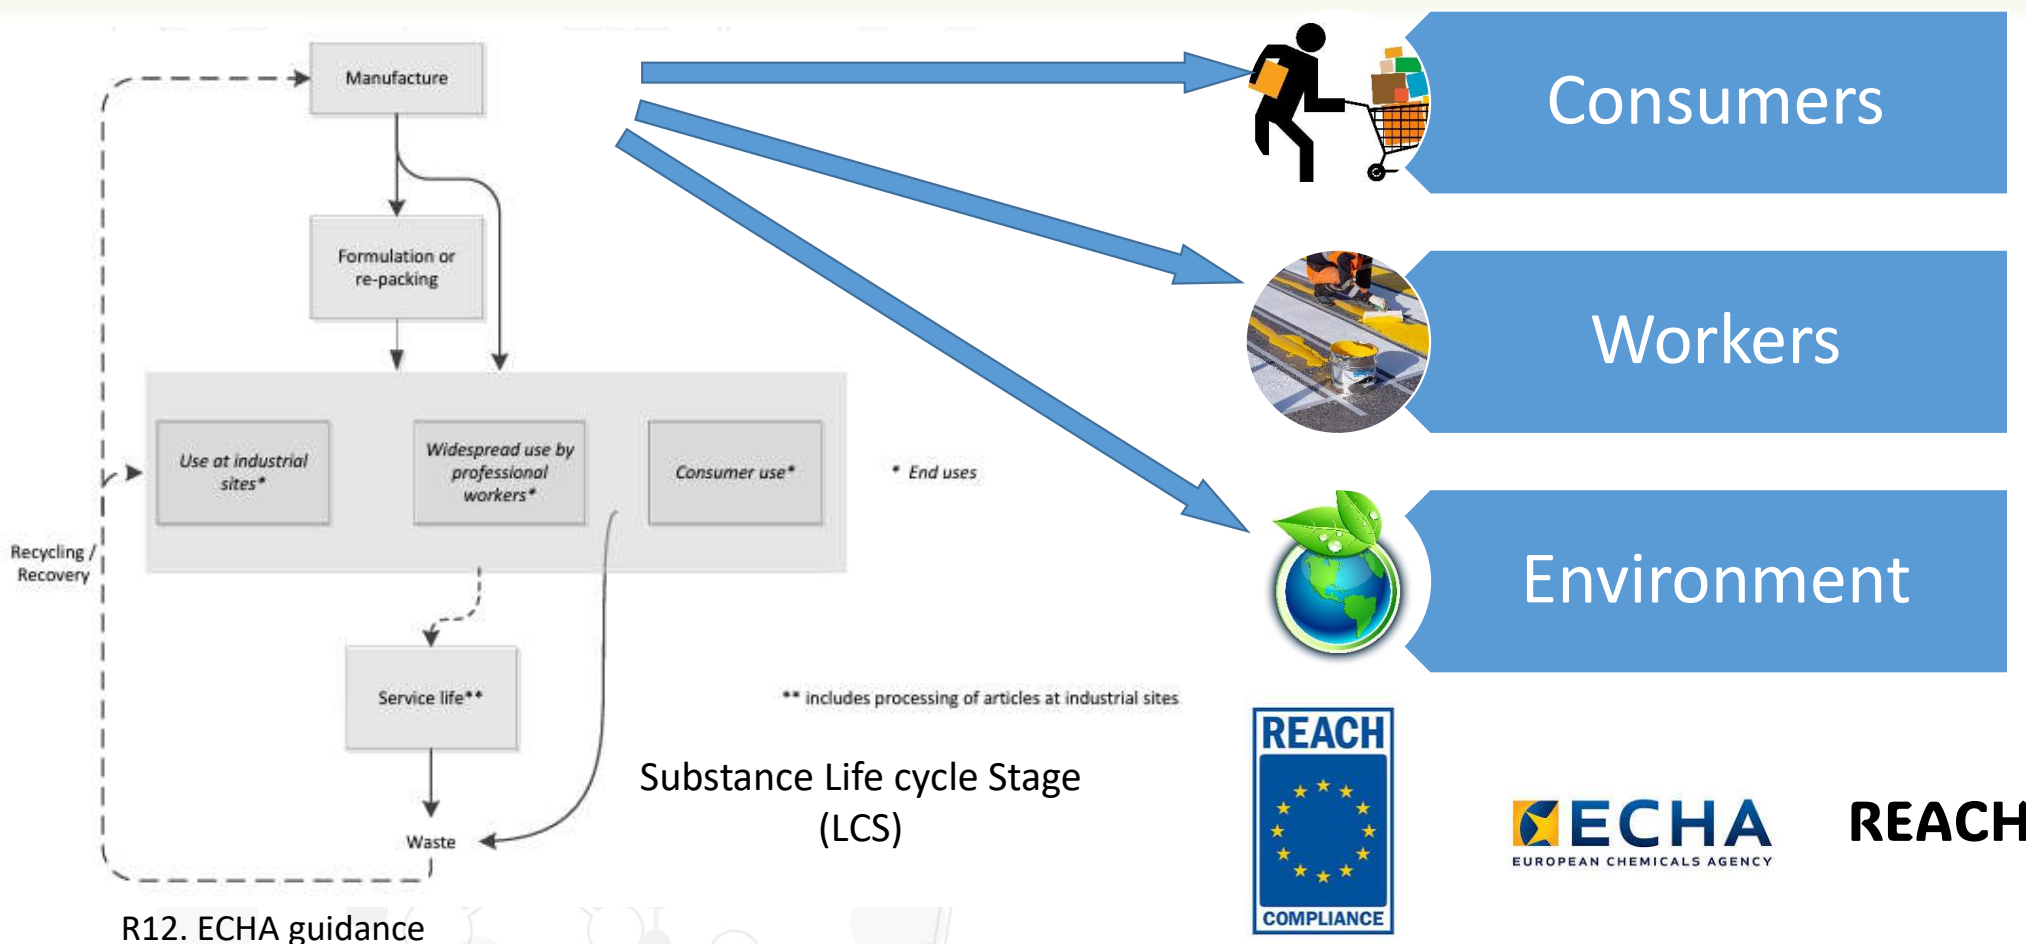 Manufacture
Formulation or
re-packing
Use at industrial
sites*
Widespread use by
professional
workers*
Consumer use*
* End uses
Recycling /
Recovery
Service life**
** includes processing of articles at industrial sites
Waste
Substance Life cycle Stage
(LCS)
R12. ECHA guidance
Consumers
Workers
Environment
REACH
COMPLIANCE
ECHA
EUROPEAN CHEMICALS AGENCY
REACH